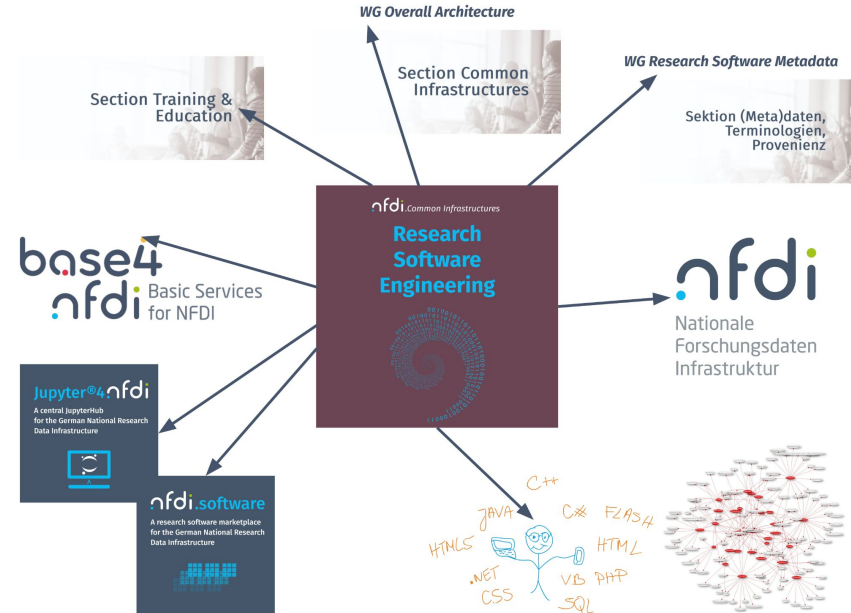 WG Overall Architecture
Section Training &
Education
Section Common
Infrastructures
WG Research Software Metadata
Sektion (Meta)daten,
Terminologien,
Provenienz
nfdi.Common Infrastructures
Research
Software
Engineering
base4
nfdi Basic Services
for NFDI
nfdi
Nationale
Forschungsdaten
Infrastruktur
Jupyter®4nfdi
A central JupyterHub
for the German National Research
Data Infrastructure
nfdi.software
A research software marketplace
for the German National Research
Data Infrastructure
C++
JAVA
C#
FLASH
HTML5
HTML
.NET
VB
PHP
CSS
SQL